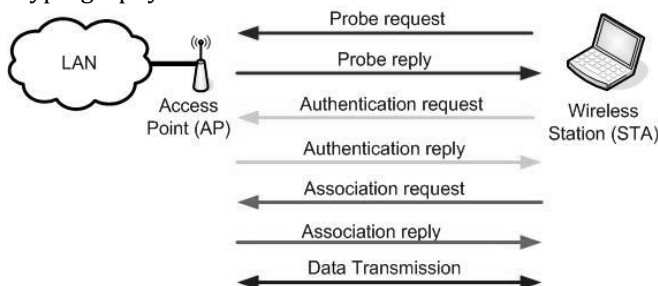 Probe request
LAN
Probe reply
Access
Point (AP)
Authentication request
Wireless
Station (STA)
Authentication reply
Association request
Association reply
Data Transmission